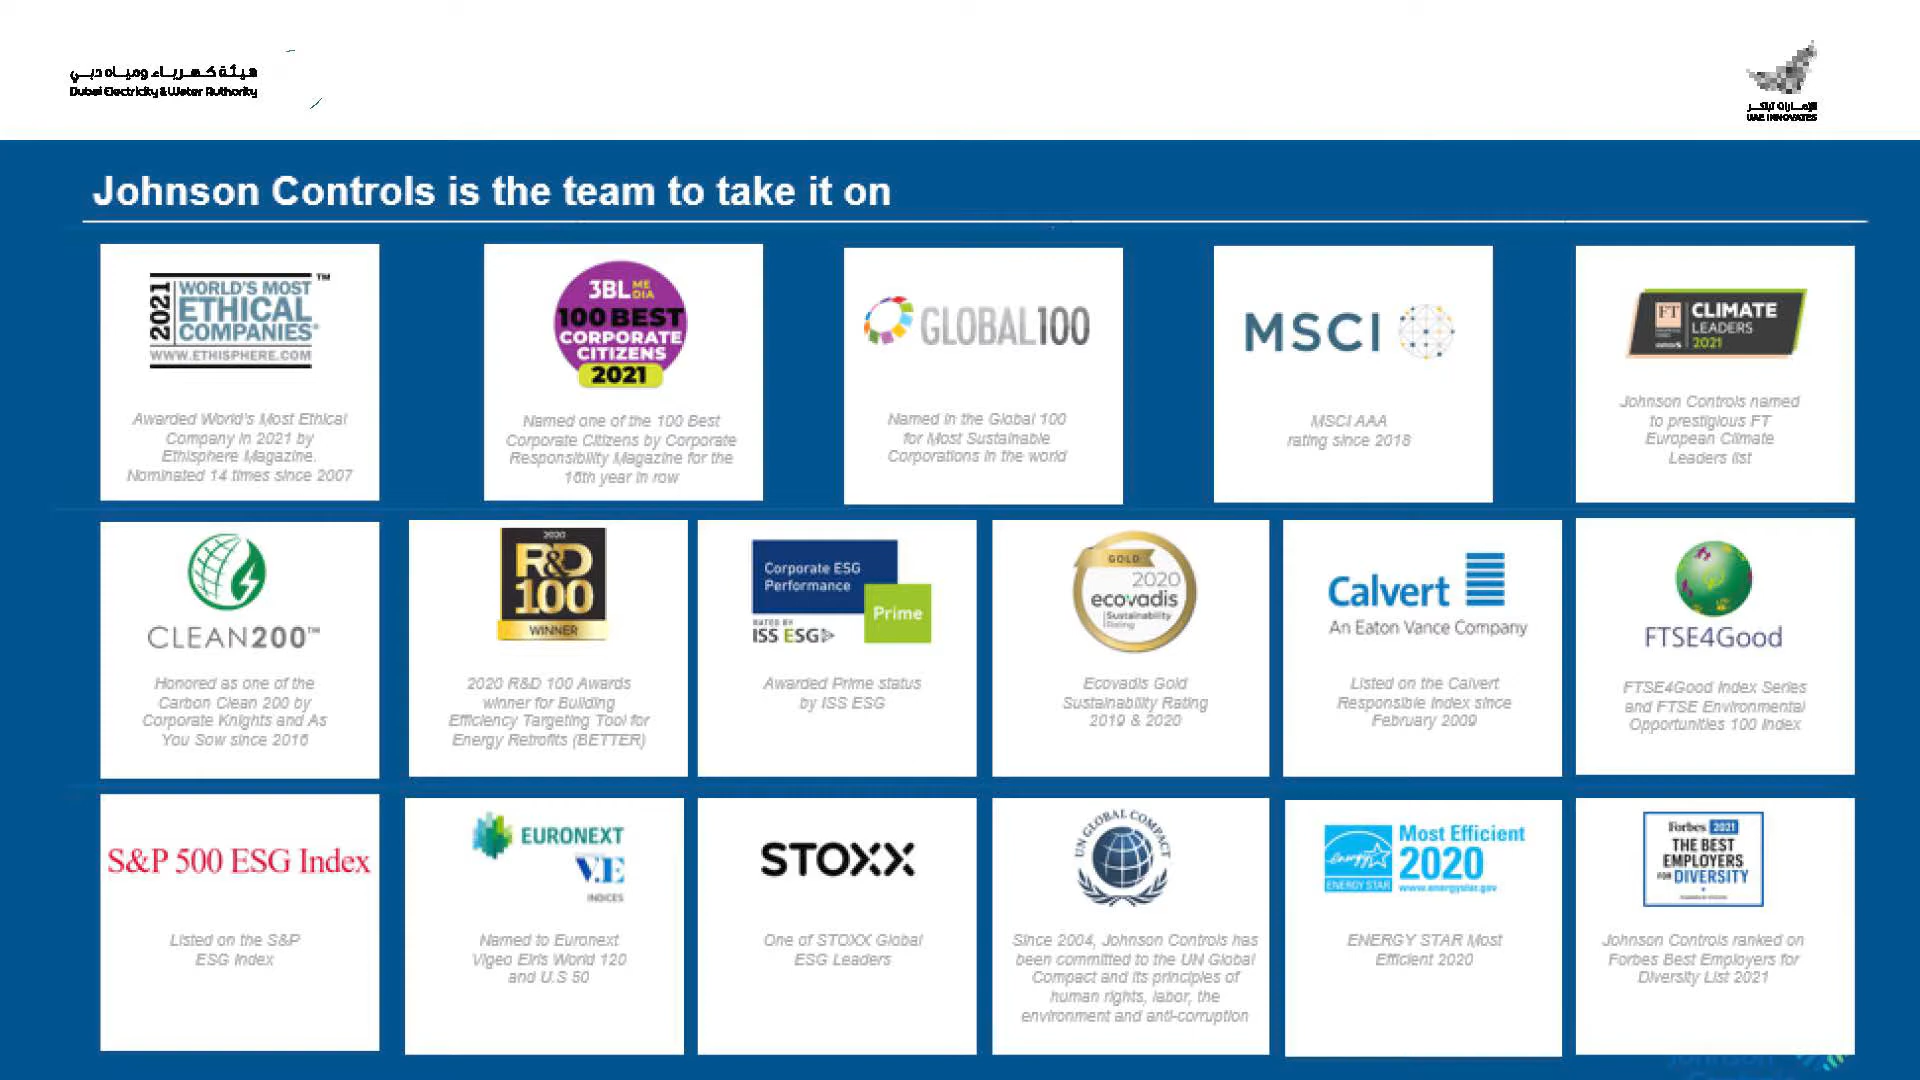 هيئة كهرباء ومياه دبي
Dubai Electricity & Water Authority
الإمارات تبتكر
UAE INNOVATES
Johnson Controls is the team to take it on
2021
WORLD'S MOST
ETHICAL
COMPANIES®
™
WWW.ETHISPHERE.COM
Awarded World's Most Ethical
Company in 2021 by
Ethisphere Magazine.
Nominated 14 times since 2007
3BL MEDIA
100 BEST
CORPORATE
CITIZENS
2021
Named one of the 100 Best
Corporate Citizens by Corporate
Responsibility Magazine for the
16th year in row
GLOBAL100
Named in the Global 100
for Most Sustainable
Corporations in the world
MSCI
MSCI AAA
rating since 2018
FT
CLIMATE
LEADERS
2021
Johnson Controls named
to prestigious FT
European Climate
Leaders list
CLEAN200™
Honored as one of the
Carbon Clean 200 by
Corporate Knights and As
You Sow since 2016
2020
R&D
100
WINNER
2020 R&D 100 Awards
winner for Building
Efficiency Targeting Tool for
Energy Retrofits (BETTER)
Corporate ESG
Performance
Prime
RATED BY
ISS ESG
Awarded Prime status
by ISS ESG
GOLD
2020
ecovadis
Sustainability
Rating
Ecovadis Gold
Sustainability Rating
2019 & 2020
Calvert
An Eaton Vance Company
Listed on the Calvert
Responsible Index since
February 2009
FTSE4Good
FTSE4Good Index Series
and FTSE Environmental
Opportunities 100 Index
S&P 500 ESG Index
Listed on the S&P
ESG Index
EURONEXT
V.E
INDICES
Named to Euronext
Vigeo Eiris World 120
and U.S 50
STOXX
One of STOXX Global
ESG Leaders
UN GLOBAL COMPACT
Since 2004, Johnson Controls has
been committed to the UN Global
Compact and its principles of
human rights, labor, the
environment and anti-corruption
energy
ENERGY STAR
Most Efficient
2020
www.energystar.gov
ENERGY STAR Most
Efficient 2020
Forbes 2021
THE BEST
EMPLOYERS
FOR DIVERSITY
Johnson Controls ranked on
Forbes Best Employers for
Diversity List 2021
Johnson